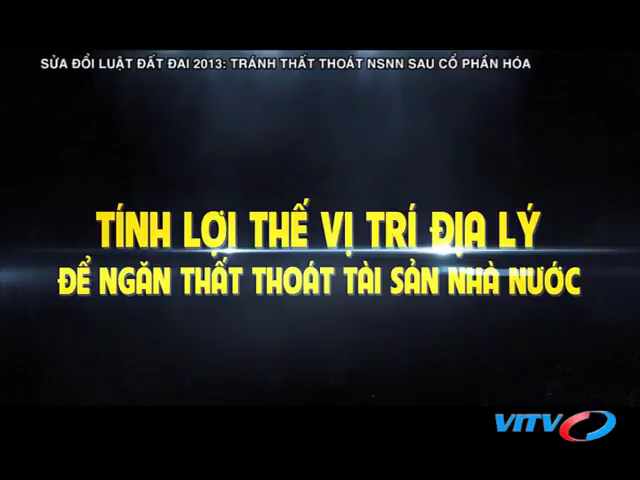 SỬA ĐỔI LUẬT ĐẤT ĐAI 2013: TRÁNH THẤT THOÁT NSNN SAU CỔ PHẦN HÓA
TÍNH LỢI THẾ VỊ TRÍ ĐỊA LÝ
ĐỂ NGĂN THẤT THOÁT TÀI SẢN NHÀ NƯỚC
VITV